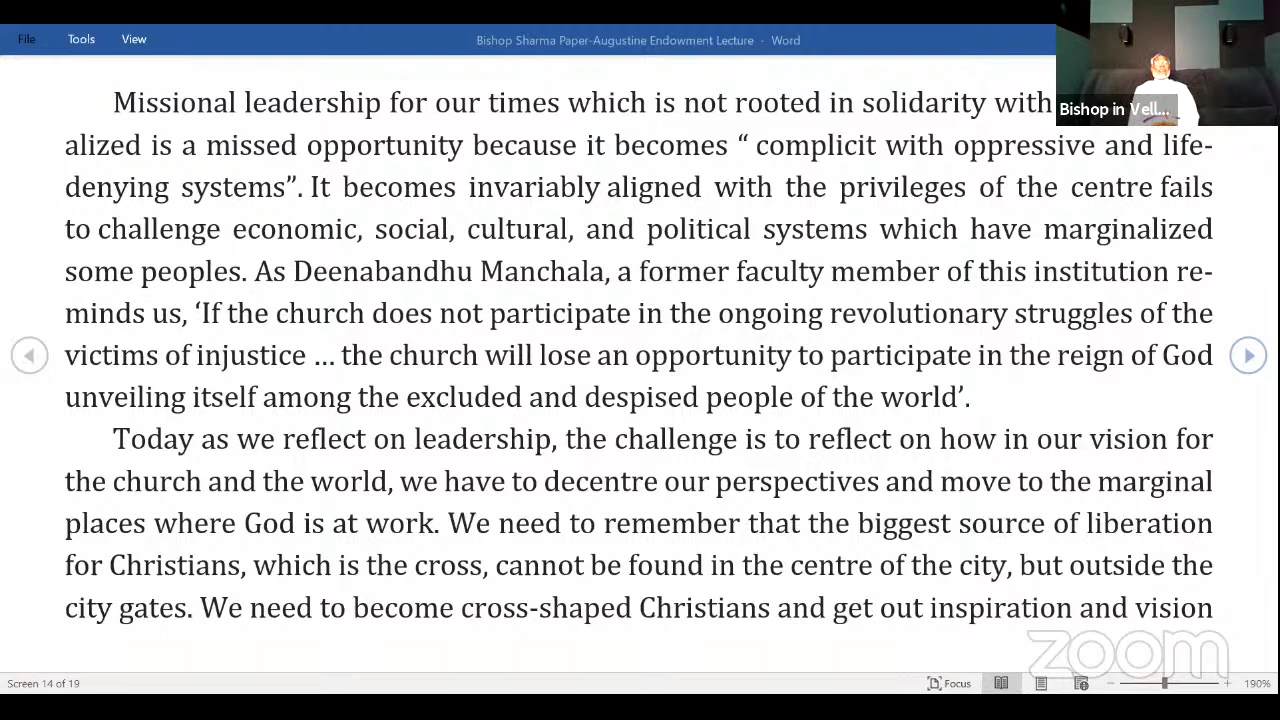 File Tools View Bishop Sharma Paper-Augustine Endowment Lecture - Word
Bishop in Vell...
Missional leadership for our times which is not rooted in solidarity with
alized is a missed opportunity because it becomes “ complicit with oppressive and life-
denying systems”. It becomes invariably aligned with the privileges of the centre fails
to challenge economic, social, cultural, and political systems which have marginalized
some peoples. As Deenabandhu Manchala, a former faculty member of this institution re-
minds us, ‘If the church does not participate in the ongoing revolutionary struggles of the
victims of injustice ... the church will lose an opportunity to participate in the reign of God
unveiling itself among the excluded and despised people of the world’.
Today as we reflect on leadership, the challenge is to reflect on how in our vision for
the church and the world, we have to decentre our perspectives and move to the marginal
places where God is at work. We need to remember that the biggest source of liberation
for Christians, which is the cross, cannot be found in the centre of the city, but outside the
city gates. We need to become cross-shaped Christians and get out inspiration and vision
zoom
Screen 14 of 19 Focus 190%